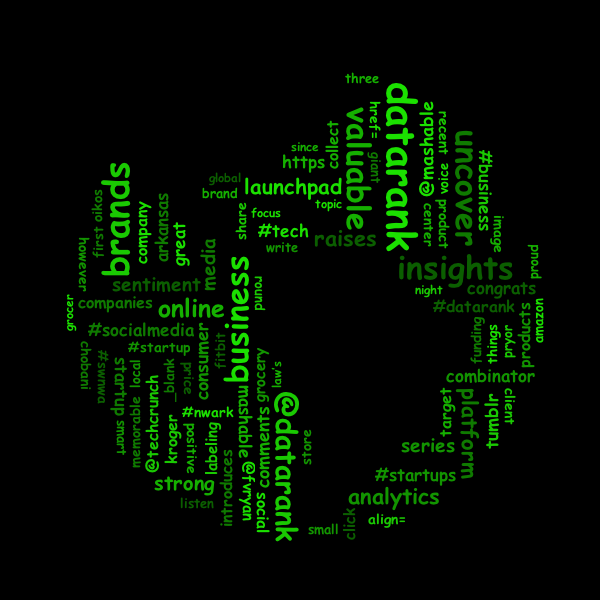 three
datarank
href=
valuable
@mashable
recent
voice
product
center
uncover
#business
image
since
collect
https
giant
global
brand
launchpad
topic
share
focus
#tech
write
raises
brands
first oikos
company
arkansas
great
media
however
sentiment
companies
online
grocer
#socialmedia
#startup
business
round
insights
night
congrats
proud
#datarank
amazon
products
funding
things
pryor
combinator
chobani
#swnwa
startup
smart
local
memorable
_blank
price
consumer
fitbit
@techcrunch
kroger
#nwark
positive
labeling
mashable
grocery
comments
law's
@datarank
store
@fvryan
social
introduces
strong
listen
target
platform
tumblr
client
series
#startups
analytics
small
click
align=